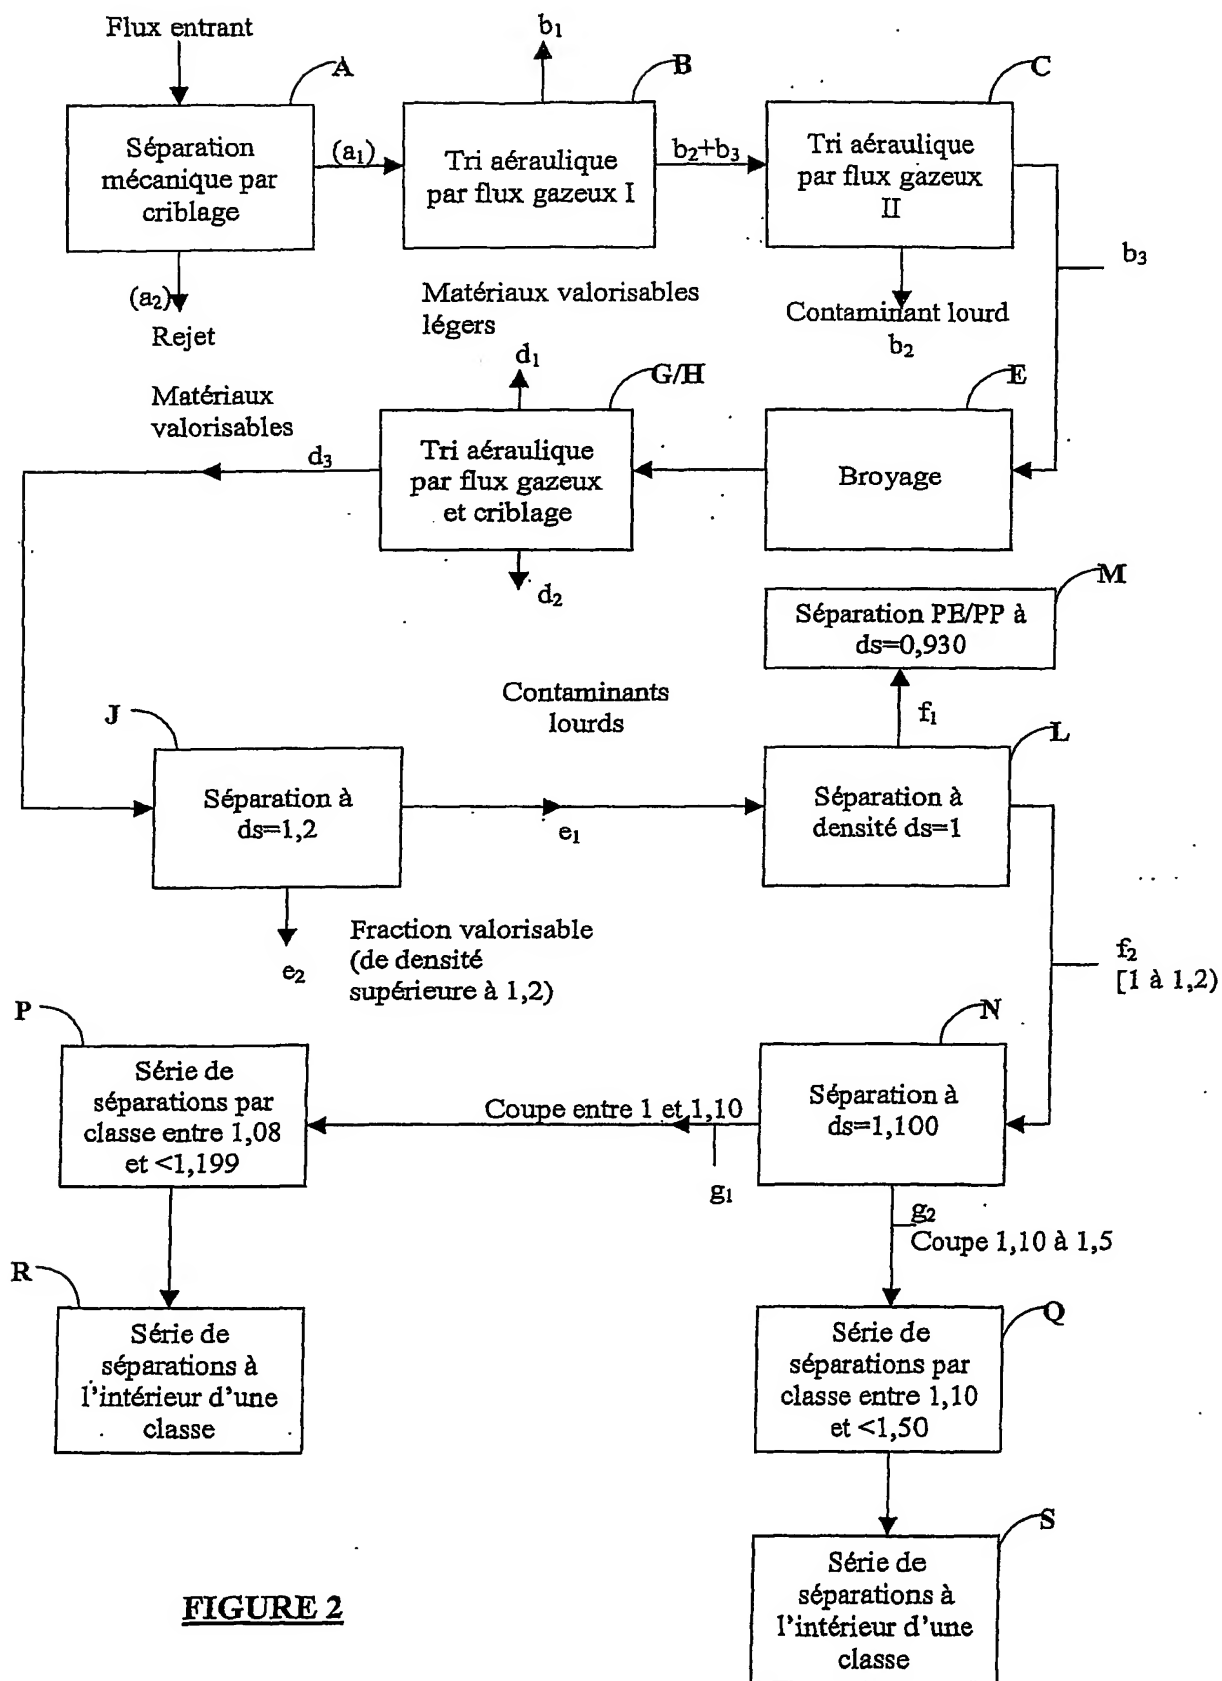 Flux entrant
A
Séparation
mécanique par
criblage
(a₁)
(a₂)
Rejet
b₁
B
Tri aéraulique
par flux gazeux I
b₂+b₃
C
Tri aéraulique
par flux gazeux
II
b₃
Contaminant lourd
b₂
Matériaux valorisables
légers
d₁
G/H
Tri aéraulique
par flux gazeux
et criblage
d₂
E
Broyage
Matériaux
valorisables
d₃
M
Séparation PE/PP à
ds=0,930
f₁
Contaminants
lourds
J
Séparation à
ds=1,2
e₁
L
Séparation à
densité ds=1
e₂
Fraction valorisable
(de densité
supérieure à 1,2)
f₂
[1 à 1,2)
P
Série de
séparations par
classe entre 1,08
et <1,199
Coupe entre 1 et 1,10
g₁
N
Séparation à
ds=1,100
g₂
Coupe 1,10 à 1,5
R
Série de
séparations à
l'intérieur d'une
classe
Q
Série de
séparations par
classe entre 1,10
et <1,50
S
Série de
séparations à
l'intérieur d'une
classe
FIGURE 2